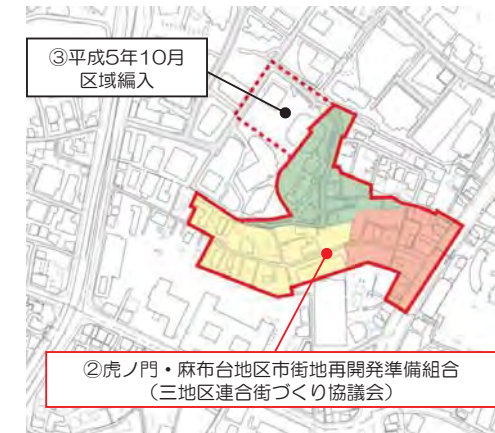 ③平成5年10月
区域編入
②虎ノ門・麻布台地区市街地再開発準備組合
（三地区連合街づくり協議会）